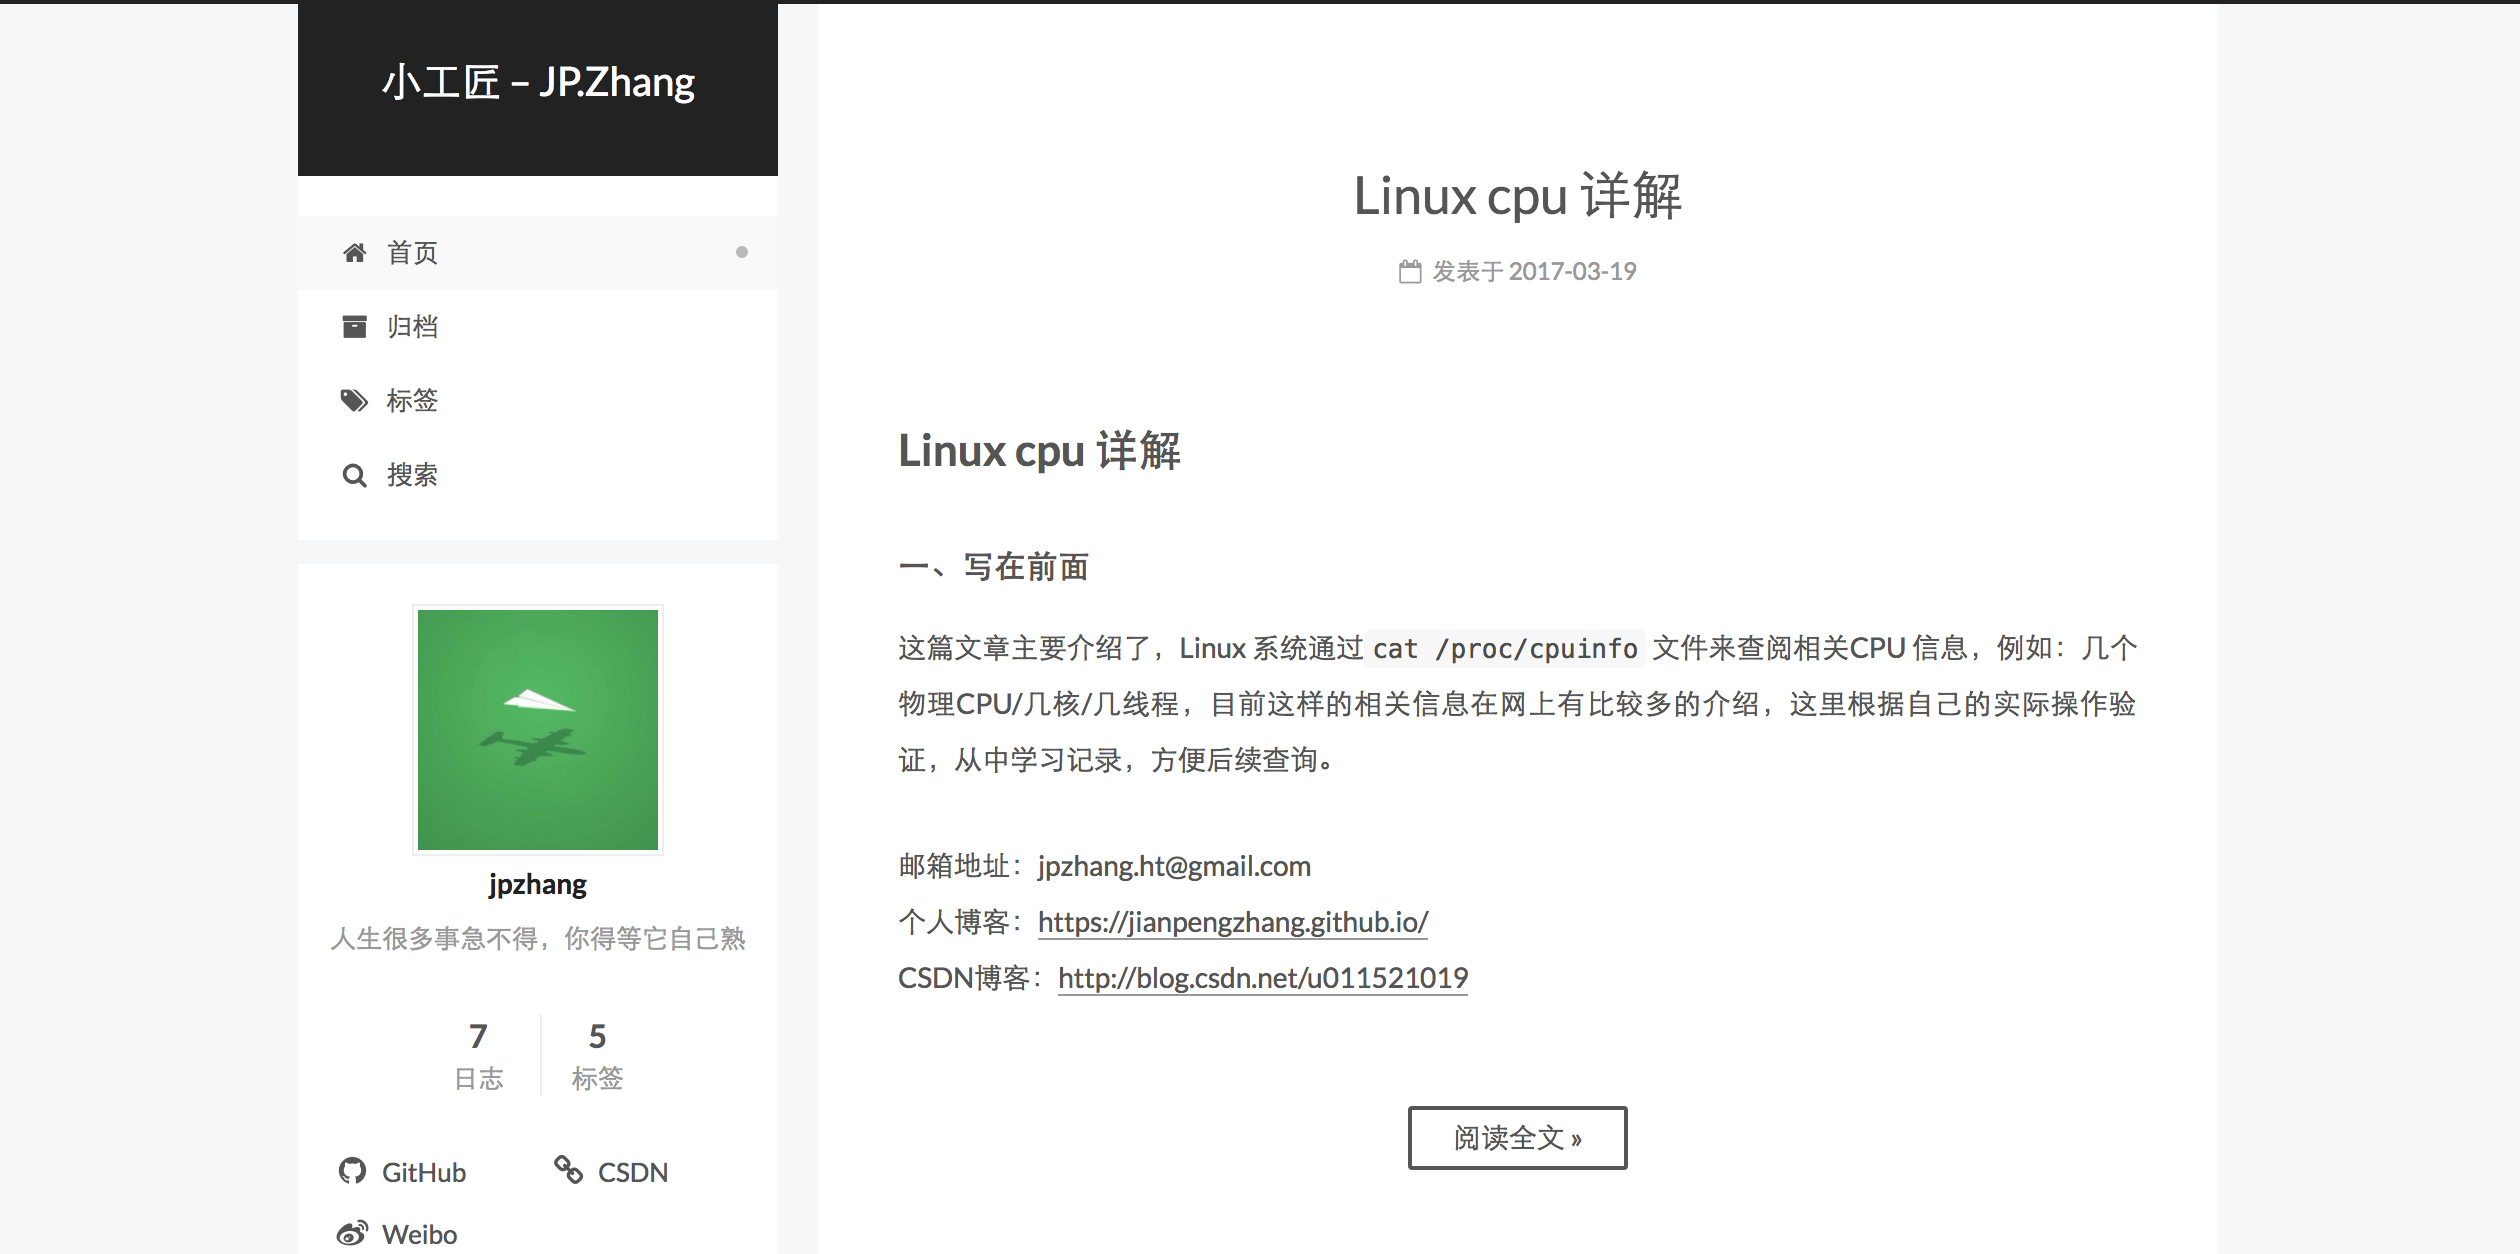 小工匠 – JP.Zhang
首页
归档
标签
搜索
jpzhang
人生很多事急不得，你得等它自己熟
7
日志
5
标签
GitHub
CSDN
Weibo
Linux cpu 详解
发表于 2017-03-19
Linux cpu 详解
一、写在前面
这篇文章主要介绍了，Linux 系统通过 cat /proc/cpuinfo 文件来查阅相关CPU 信息，例如：几个
物理CPU/几核/几线程，目前这样的相关信息在网上有比较多的介绍，这里根据自己的实际操作验
证，从中学习记录，方便后续查询。
邮箱地址：jpzhang.ht@gmail.com
个人博客：https://jianpengzhang.github.io/
CSDN博客：http://blog.csdn.net/u011521019
阅读全文 »